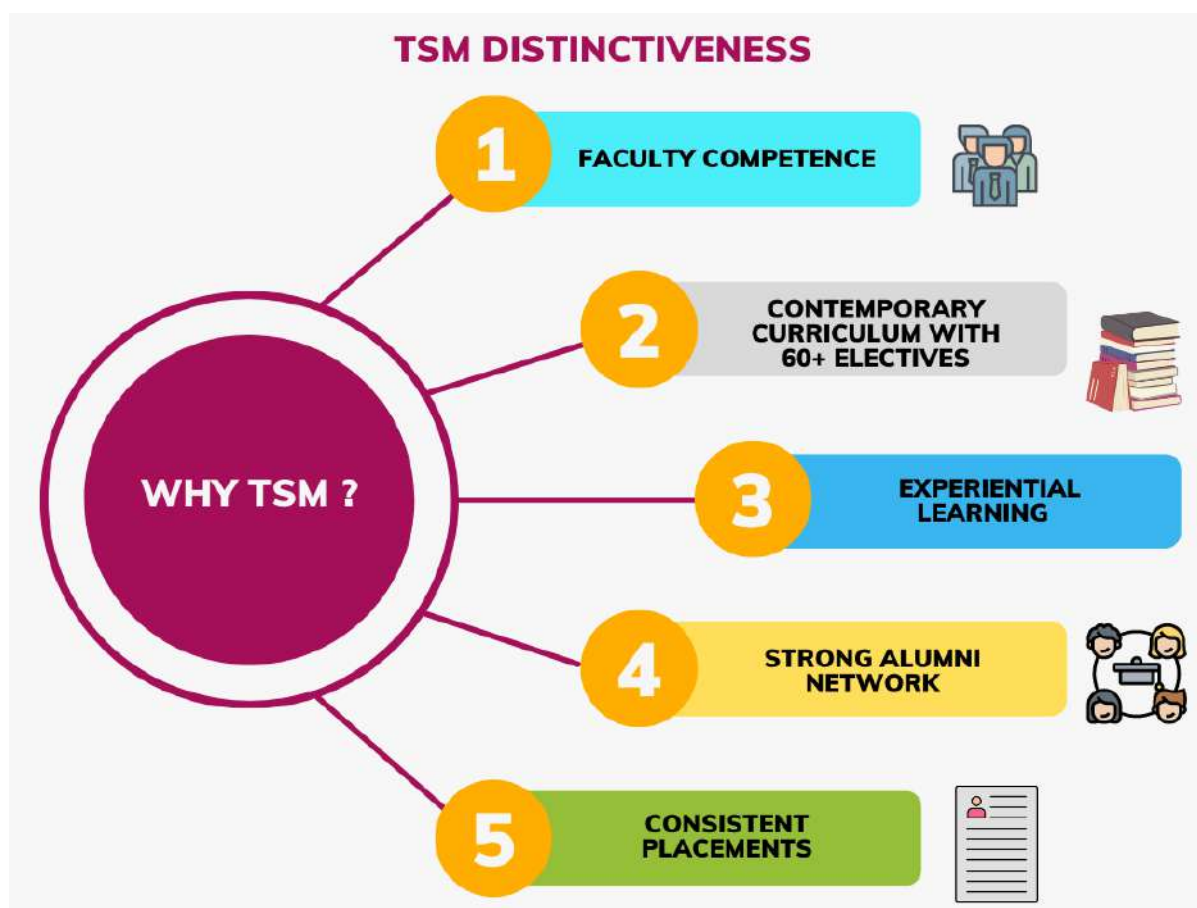 TSM DISTINCTIVENESS
1
FACULTY COMPETENCE
2
CONTEMPORARY
CURRICULUM WITH
60+ ELECTIVES
WHY TSM ?
3
EXPERIENTIAL
LEARNING
4
STRONG ALUMNI
NETWORK
5
CONSISTENT
PLACEMENTS